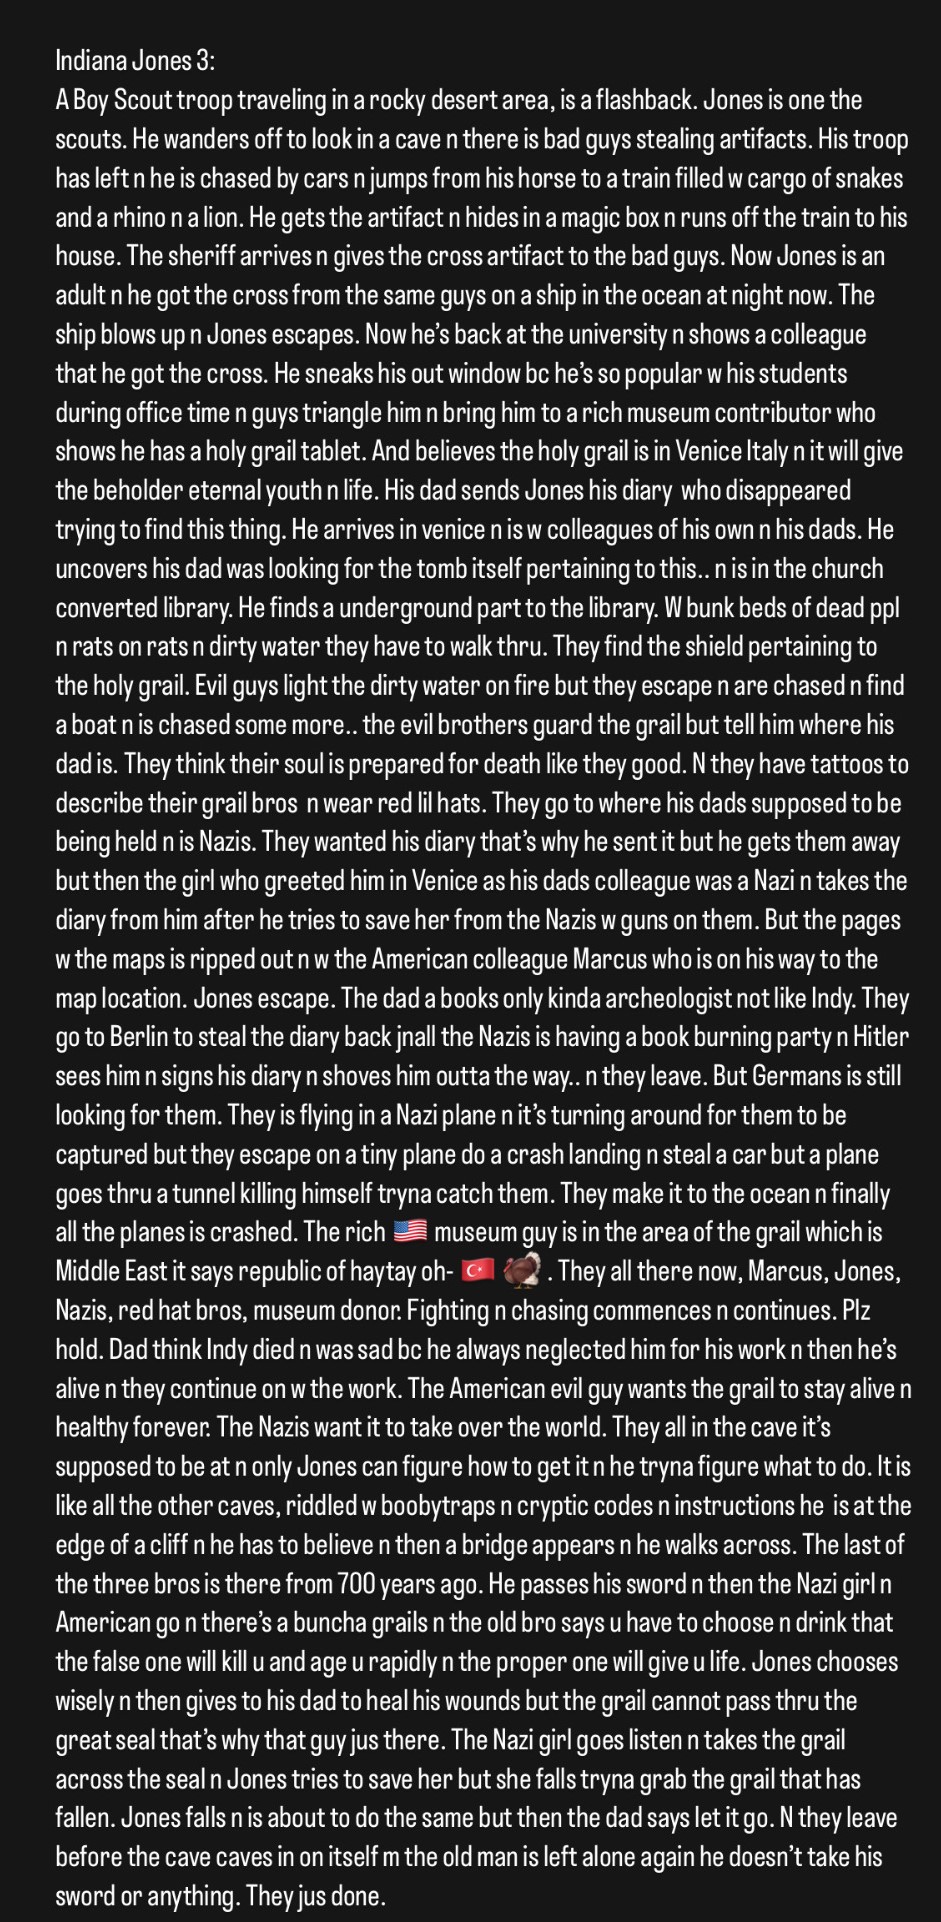 Indiana Jones 3:
A Boy Scout troop traveling in a rocky desert area, is a flashback. Jones is one the
scouts. He wanders off to look in a cave n there is bad guys stealing artifacts. His troop
has left n he is chased by cars n jumps from his horse to a train filled w cargo of snakes
and a rhino n a lion. He gets the artifact n hides in a magic box n runs off the train to his
house. The sheriff arrives n gives the cross artifact to the bad guys. Now Jones is an
adult n he got the cross from the same guys on a ship in the ocean at night now. The
ship blows up n Jones escapes. Now he's back at the university n shows a colleague
that he got the cross. He sneaks his out window bc he's so popular w his students
during office time n guys triangle him n bring him to a rich museum contributor who
shows he has a holy grail tablet. And believes the holy grail is in Venice Italy n it will give
the beholder eternal youth n life. His dad sends Jones his diary  who disappeared
trying to find this thing. He arrives in venice n is w colleagues of his own n his dads. He
uncovers his dad was looking for the tomb itself pertaining to this.. n is in the church
converted library. He finds a underground part to the library. W bunk beds of dead ppl
n rats on rats n dirty water they have to walk thru. They find the shield pertaining to
the holy grail. Evil guys light the dirty water on fire but they escape n are chased n find
a boat n is chased some more.. the evil brothers guard the grail but tell him where his
dad is. They think their soul is prepared for death like they good. N they have tattoos to
describe their grail bros  n wear red lil hats. They go to where his dads supposed to be
being held n is Nazis. They wanted his diary that's why he sent it but he gets them away
but then the girl who greeted him in Venice as his dads colleague was a Nazi n takes the
diary from him after he tries to save her from the Nazis w guns on them. But the pages
w the maps is ripped out n w the American colleague Marcus who is on his way to the
map location. Jones escape. The dad a books only kinda archeologist not like Indy. They
go to Berlin to steal the diary back jnall the Nazis is having a book burning party n Hitler
sees him n signs his diary n shoves him outta the way.. n they leave. But Germans is still
looking for them. They is flying in a Nazi plane n it's turning around for them to be
captured but they escape on a tiny plane do a crash landing n steal a car but a plane
goes thru a tunnel killing himself tryna catch them. They make it to the ocean n finally
all the planes is crashed. The rich 🇺🇸 museum guy is in the area of the grail which is
Middle East it says republic of haytay oh- 🇹🇷 🦃 . They all there now, Marcus, Jones,
Nazis, red hat bros, museum donor. Fighting n chasing commences n continues. Plz
hold. Dad think Indy died n was sad bc he always neglected him for his work n then he's
alive n they continue on w the work. The American evil guy wants the grail to stay alive n
healthy forever. The Nazis want it to take over the world. They all in the cave it's
supposed to be at n only Jones can figure how to get it n he tryna figure what to do. It is
like all the other caves, riddled w boobytraps n cryptic codes n instructions he  is at the
edge of a cliff n he has to believe n then a bridge appears n he walks across. The last of
the three bros is there from 700 years ago. He passes his sword n then the Nazi girl n
American go n there's a buncha grails n the old bro says u have to choose n drink that
the false one will kill u and age u rapidly n the proper one will give u life. Jones chooses
wisely n then gives to his dad to heal his wounds but the grail cannot pass thru the
great seal that's why that guy jus there. The Nazi girl goes listen n takes the grail
across the seal n Jones tries to save her but she falls tryna grab the grail that has
fallen. Jones falls n is about to do the same but then the dad says let it go. N they leave
before the cave caves in on itself m the old man is left alone again he doesn't take his
sword or anything. They jus done.